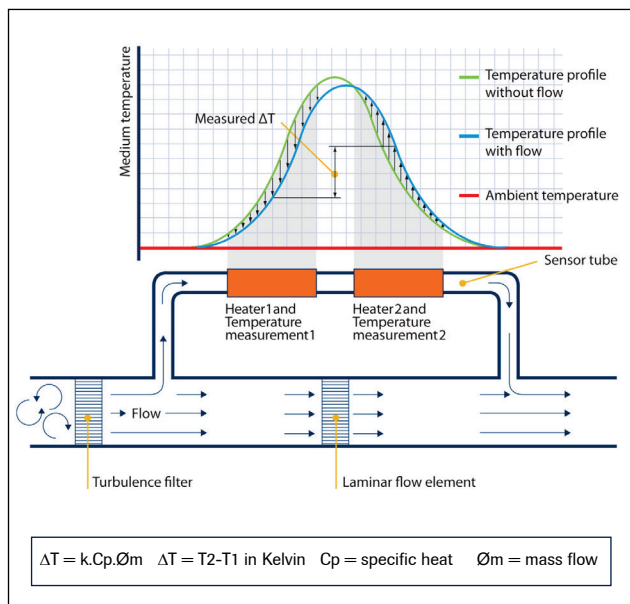 Medium temperature
Measured ΔT
Temperature profile
without flow
Temperature profile
with flow
Ambient temperature
Sensor tube
Heater1and
Temperature
measurement1
Heater2and
Temperature
measurement2
Flow
Turbulence filter
Laminar flow element
ΔT = k.Cp.Øm   ΔT = T2-T1 in Kelvin   Cp = specific heat   Øm = mass flow